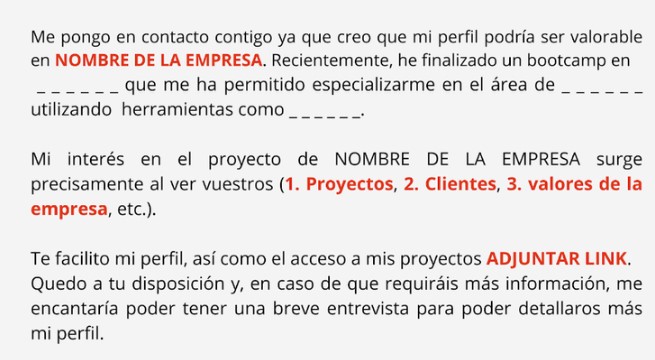 Me pongo en contacto contigo ya que creo que mi perfil podría ser valorable
en NOMBRE DE LA EMPRESA. Recientemente, he finalizado un bootcamp en
_ _ _ _ _ _ que me ha permitido especializarme en el área de _ _ _ _ _ _
utilizando herramientas como _ _ _ _ _ _.
Mi interés en el proyecto de NOMBRE DE LA EMPRESA surge
precisamente al ver vuestros (1. Proyectos, 2. Clientes, 3. valores de la
empresa, etc.).
Te facilito mi perfil, así como el acceso a mis proyectos ADJUNTAR LINK.
Quedo a tu disposición y, en caso de que requiráis más información, me
encantaría poder tener una breve entrevista para poder detallaros más
mi perfil.